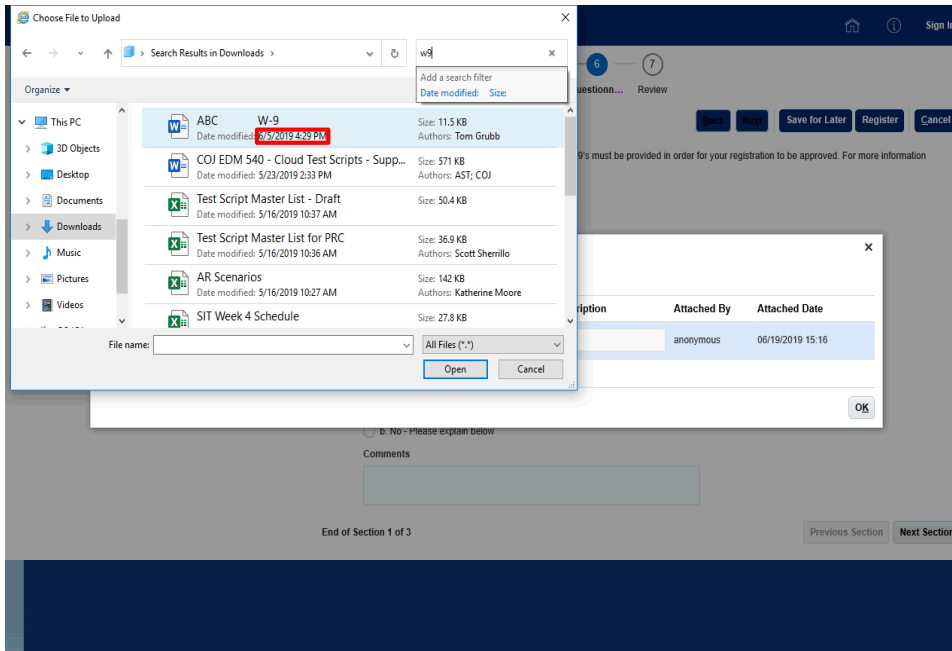 Choose File to Upload
Search Results in Downloads
w9
Sign In
Add a search filter
Date modified: Size:
Organize
6 7
uestionn... Review
This PC
3D Objects
Desktop
Documents
Downloads
Music
Pictures
Videos
ABC W-9
Date modified: 6/5/2019 4:29 PM
Size: 11.5 KB
Authors: Tom Grubb
COJ EDM 540 - Cloud Test Scripts - Supp...
Date modified: 5/23/2019 2:33 PM
Size: 571 KB
Authors: AST; COJ
Test Script Master List - Draft
Date modified: 5/16/2019 10:37 AM
Size: 50.4 KB
Test Script Master List for PRC
Date modified: 5/16/2019 10:36 AM
Size: 36.9 KB
Authors: Scott Sherrillo
AR Scenarios
Date modified: 5/16/2019 10:27 AM
Size: 142 KB
Authors: Katherine Moore
SIT Week 4 Schedule
Size: 27.8 KB
File name:
All Files (*.*)
Open Cancel
Back Next Save for Later Register Cancel
9's must be provided in order for your registration to be approved. For more information
ription Attached By Attached Date
anonymous 06/19/2019 15:16
OK
b. No - Please explain below
Comments
End of Section 1 of 3
Previous Section Next Section